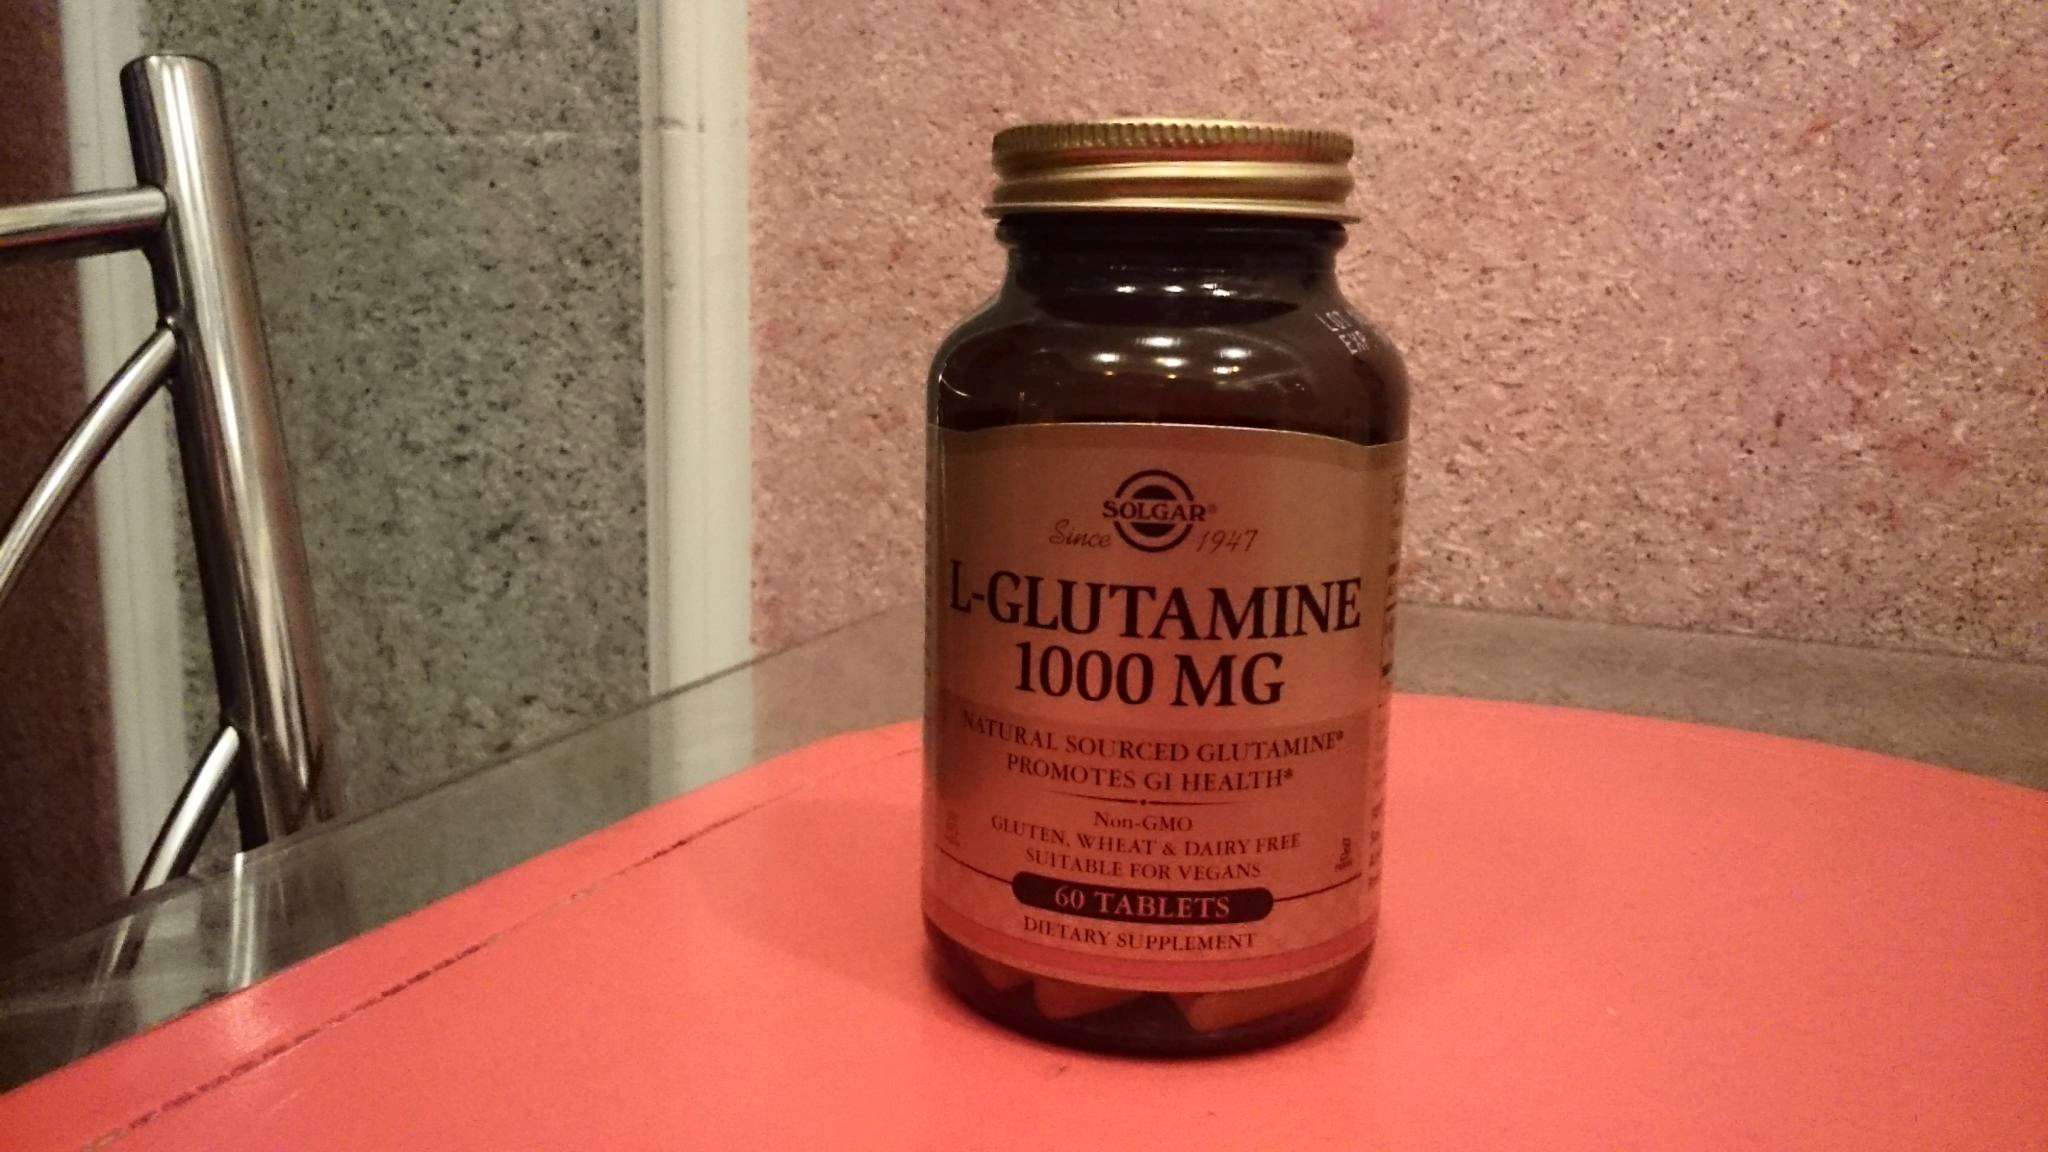 SOLGAR®
Since 1947
L-GLUTAMINE
1000 MG
NATURAL SOURCED GLUTAMINE*
PROMOTES GI HEALTH*
Non-GMO
GLUTEN, WHEAT & DAIRY FREE
SUITABLE FOR VEGANS
60 TABLETS
DIETARY SUPPLEMENT